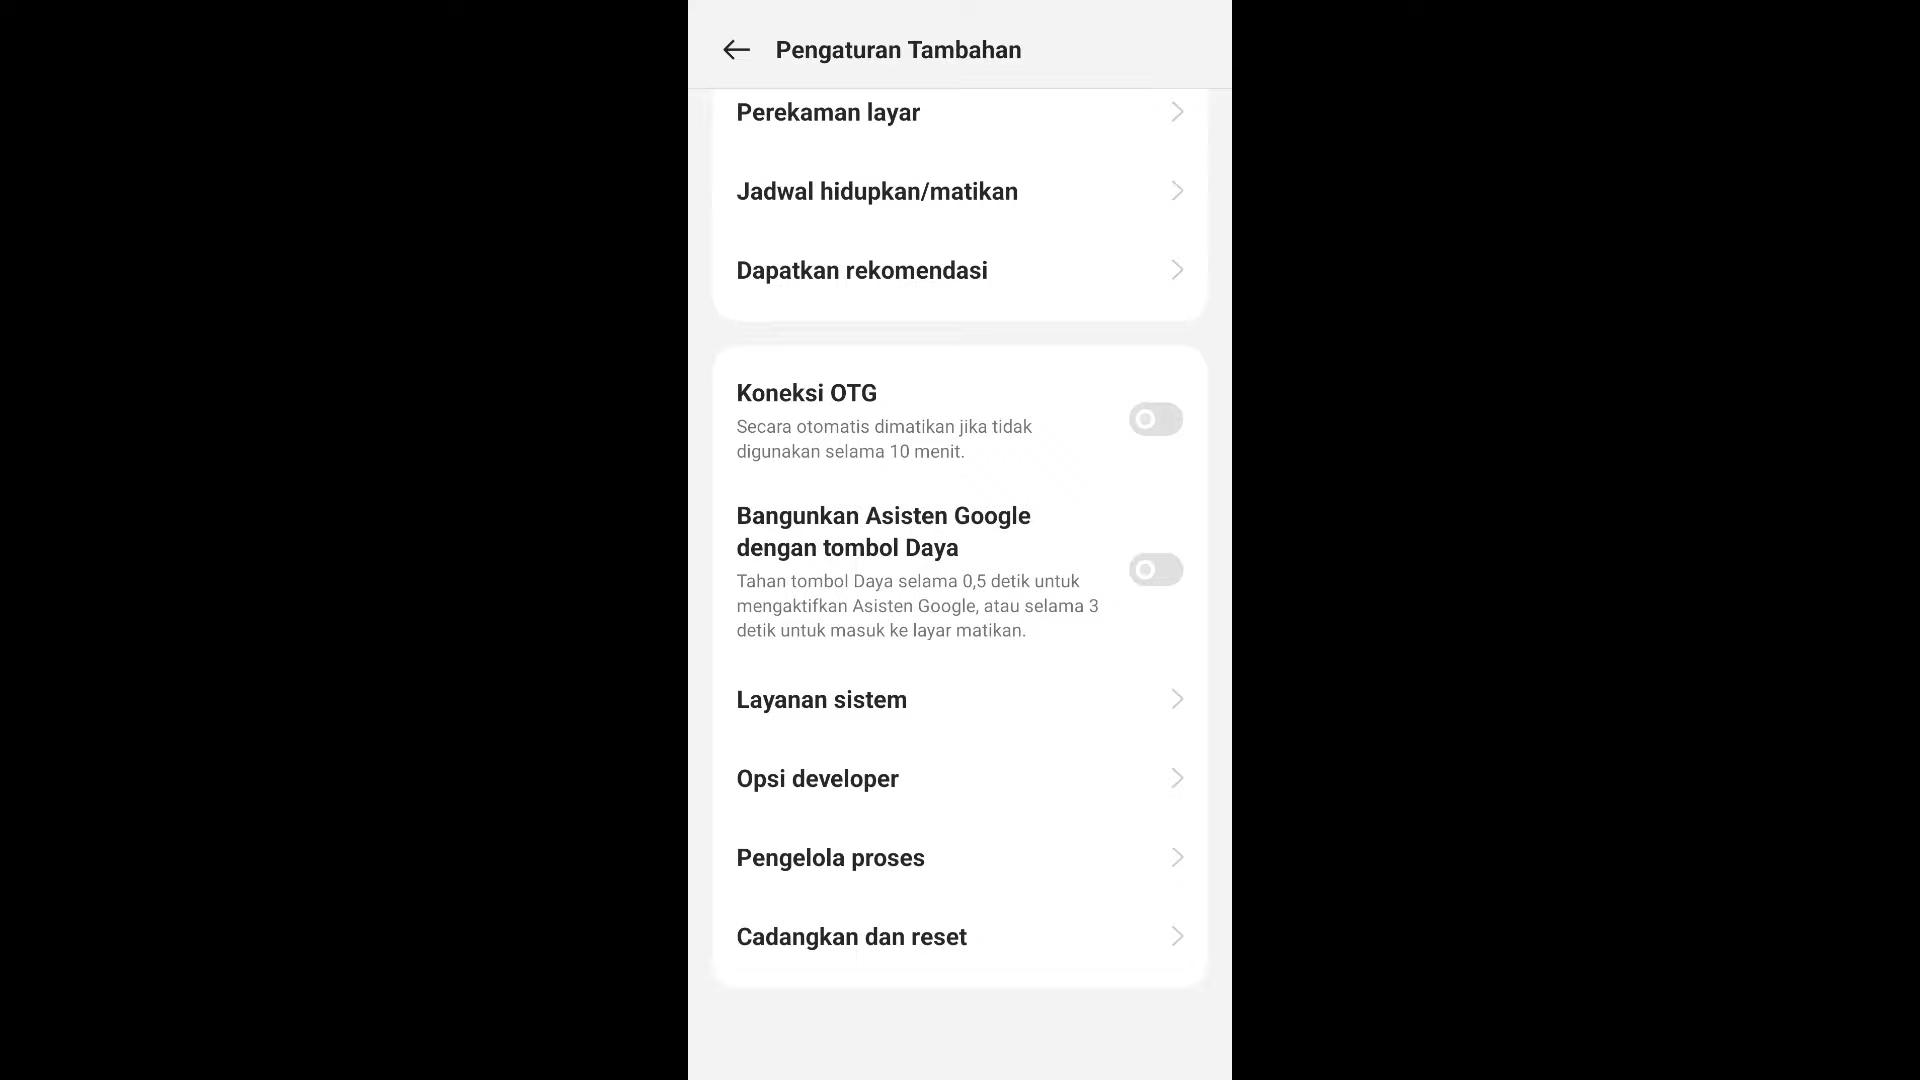 Pengaturan Tambahan
Perekaman layar
Jadwal hidupkan/matikan
Dapatkan rekomendasi
Koneksi OTG
Secara otomatis dimatikan jika tidak
digunakan selama 10 menit.
Bangunkan Asisten Google
dengan tombol Daya
Tahan tombol Daya selama 0,5 detik untuk
mengaktifkan Asisten Google, atau selama 3
detik untuk masuk ke layar matikan.
Layanan sistem
Opsi developer
Pengelola proses
Cadangkan dan reset